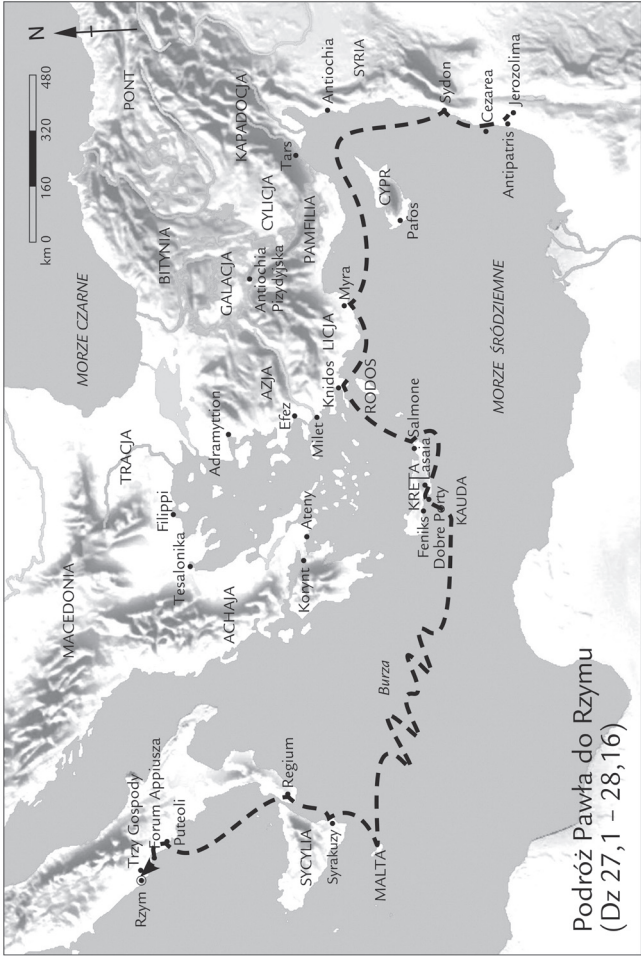 Podróż Pawła do Rzymu
(Dz 27,1 – 28,16)
N
km 0 160 320 480
MORZE CZARNE
PONT
BITYNIA
GALACJA
KAPADOCJA
Tars
CYLICJA
PAMFILIA
Antiochia
Pizydyjska
LICJA
Myra
Antiochia
SYRIA
Sydon
Cezarea
Jerozolima
Antipatris
CYPR
Pafos
MORZE ŚRÓDZIEMNE
TRACJA
MACEDONIA
Filippi
Tesalonika
Adramyttion
AZJA
Efez
Milet
Knidos
RODOS
Ateny
Korynt
ACHAJA
Salmone
Lasaia
KRETA
Feniks
Dobre Porty
KAUDA
Burza
Trzy Gospody
Forum Appiusza
Puteoli
Rzym
Regium
SYCYLIA
Syrakuzy
MALTA